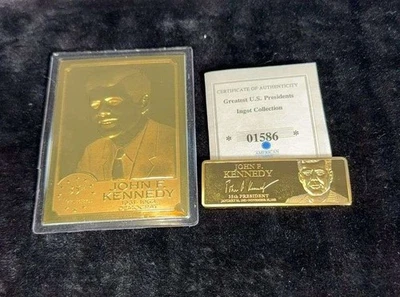 JOHN F.
KENNEDY
CERTIFICATE OF AUTHENTICITY
Greatest U.S. Presidents
Ingot Collection
* 01586 *
JOHN F.
KENNEDY
35th PRESIDENT